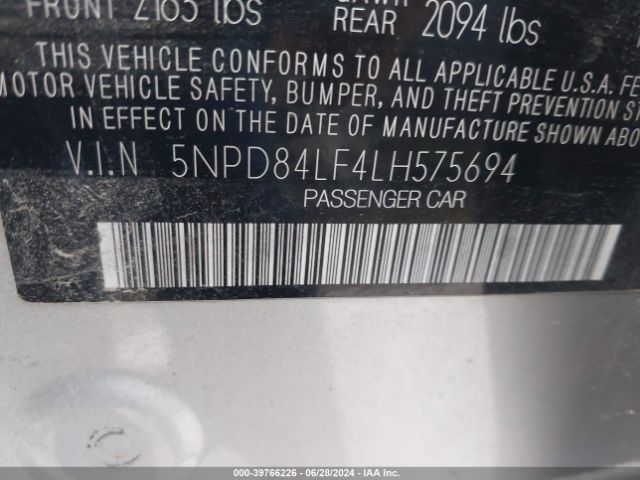 FRONT 2165 lbs
REAR 2094 lbs
THIS VEHICLE CONFORMS TO ALL APPLICABLE U.S.A. FE
MOTOR VEHICLE SAFETY, BUMPER, AND THEFT PREVENTION S
IN EFFECT ON THE DATE OF MANUFACTURE SHOWN ABO
V.I.N 5NPD84LF4LH575694
PASSENGER CAR
000-39766226 - 06/28/2024 - IAA Inc.